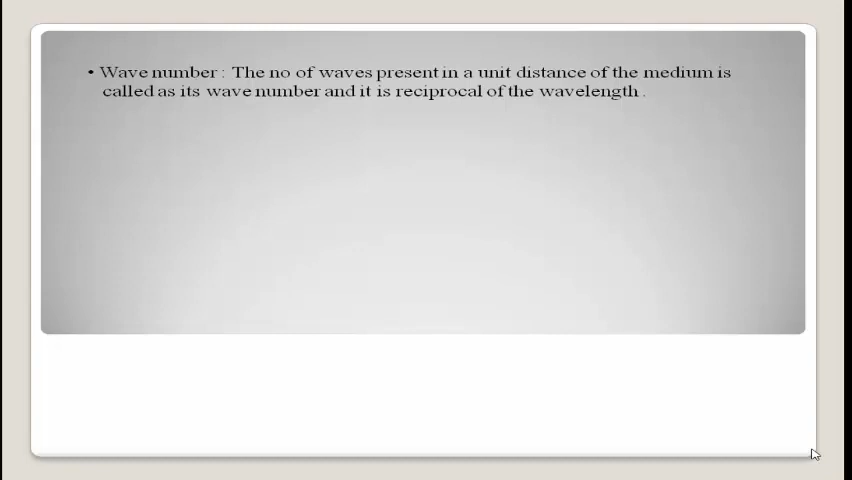 • Wave number : The no of waves present in a unit distance of the medium is
called as its wave number and it is reciprocal of the wavelength .